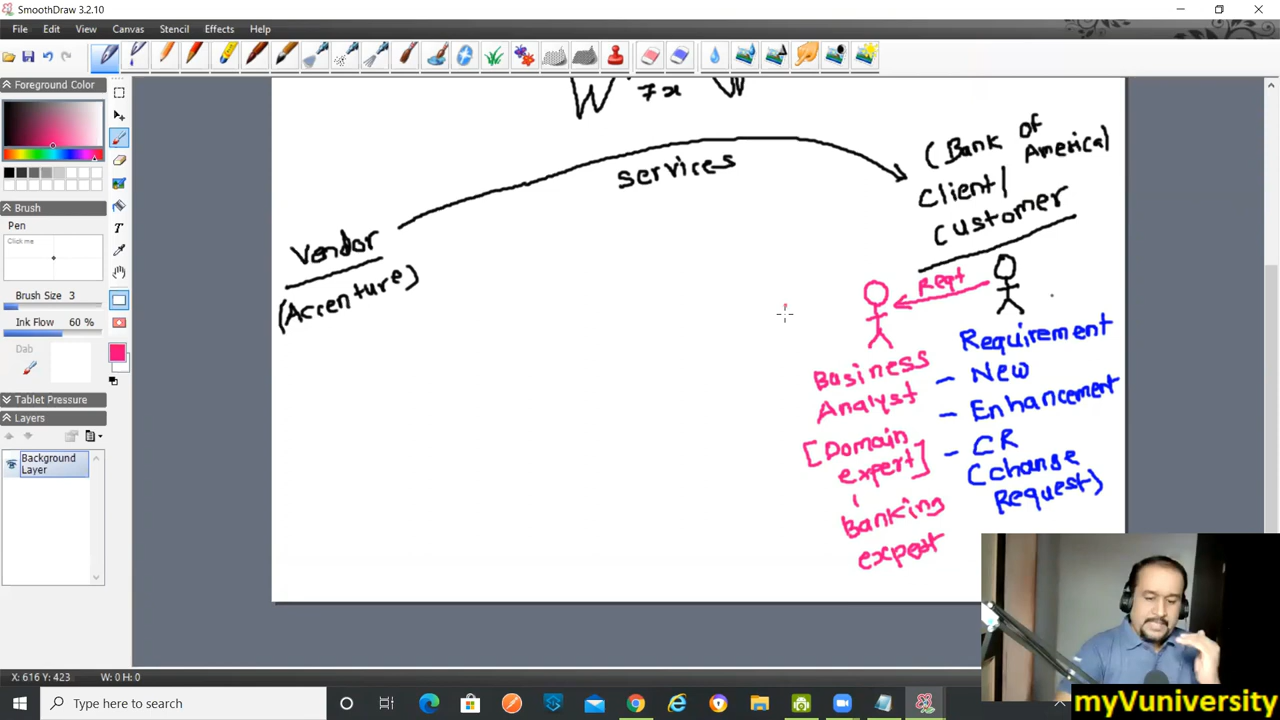 SmoothDraw 3.2.10
File Edit View Canvas Stencil Effects Help
Foreground Color
Brush
Pen
Click me
Brush Size 3
Ink Flow 60 %
Dab
Tablet Pressure
Layers
Background
Layer
W 7x W
services
(Bank of
America)
Client/
Customer
Vendor
(Accenture)
Reqt
Requirement
- New
- Enhancement
- CR
(change
Request)
Business
Analyst
[Domain
expert]
Banking
expert
X: 616 Y: 423 W: 0 H: 0
Type here to search
myVuniversity